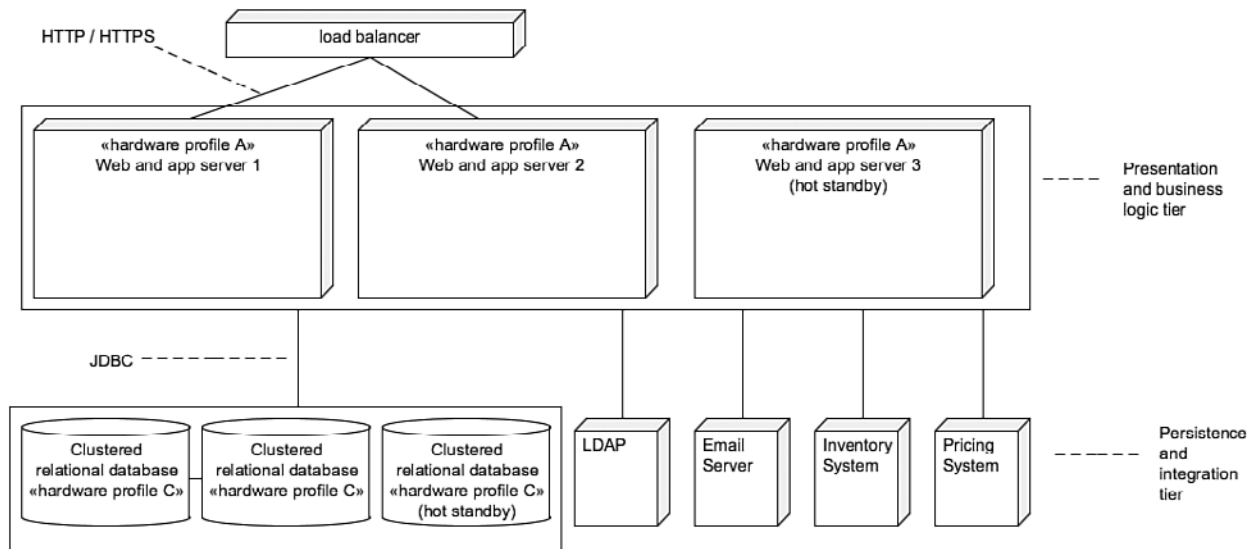 HTTP / HTTPS
load balancer
«hardware profile A»
Web and app server 1
«hardware profile A»
Web and app server 2
«hardware profile A»
Web and app server 3
(hot standby)
Presentation
and business
logic tier
JDBC
Clustered
relational database
«hardware profile C»
Clustered
relational database
«hardware profile C»
Clustered
relational database
«hardware profile C»
(hot standby)
LDAP
Email
Server
Inventory
System
Pricing
System
Persistence
and
integration
tier